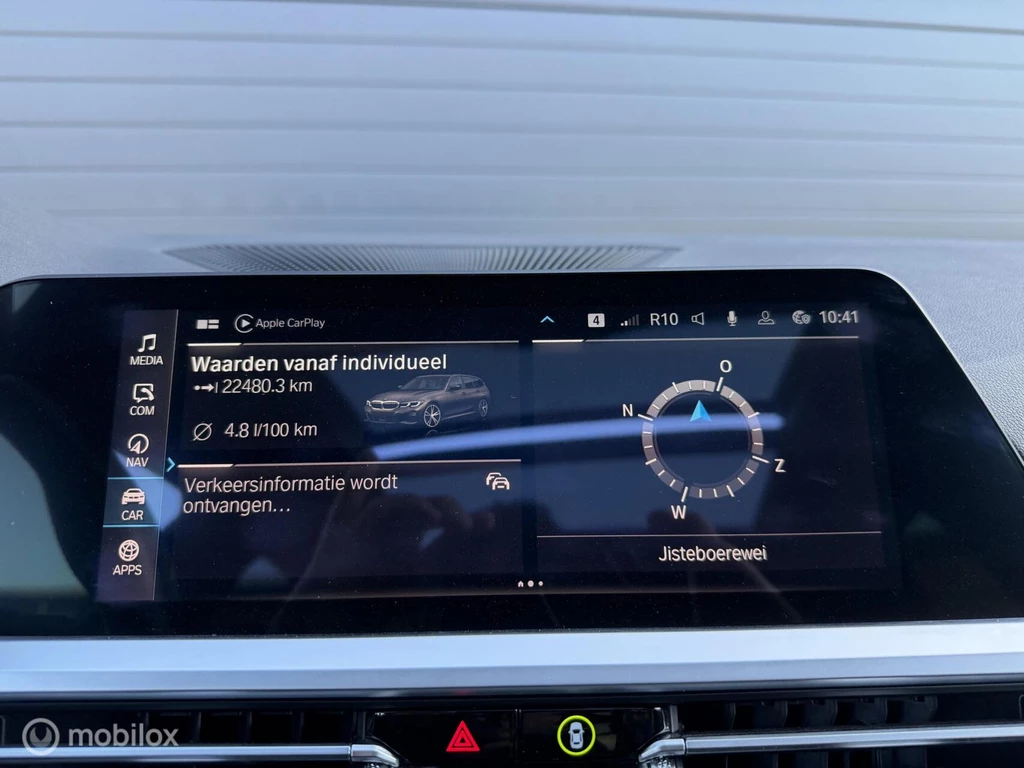 Apple CarPlay
4 R10 10:41
MEDIA
COM
NAV
CAR
APPS
Waarden vanaf individueel
22480.3 km
Ø 4.8 l/100 km
Verkeersinformatie wordt
ontvangen...
O
N
Z
W
Jisteboerewei
mobilox